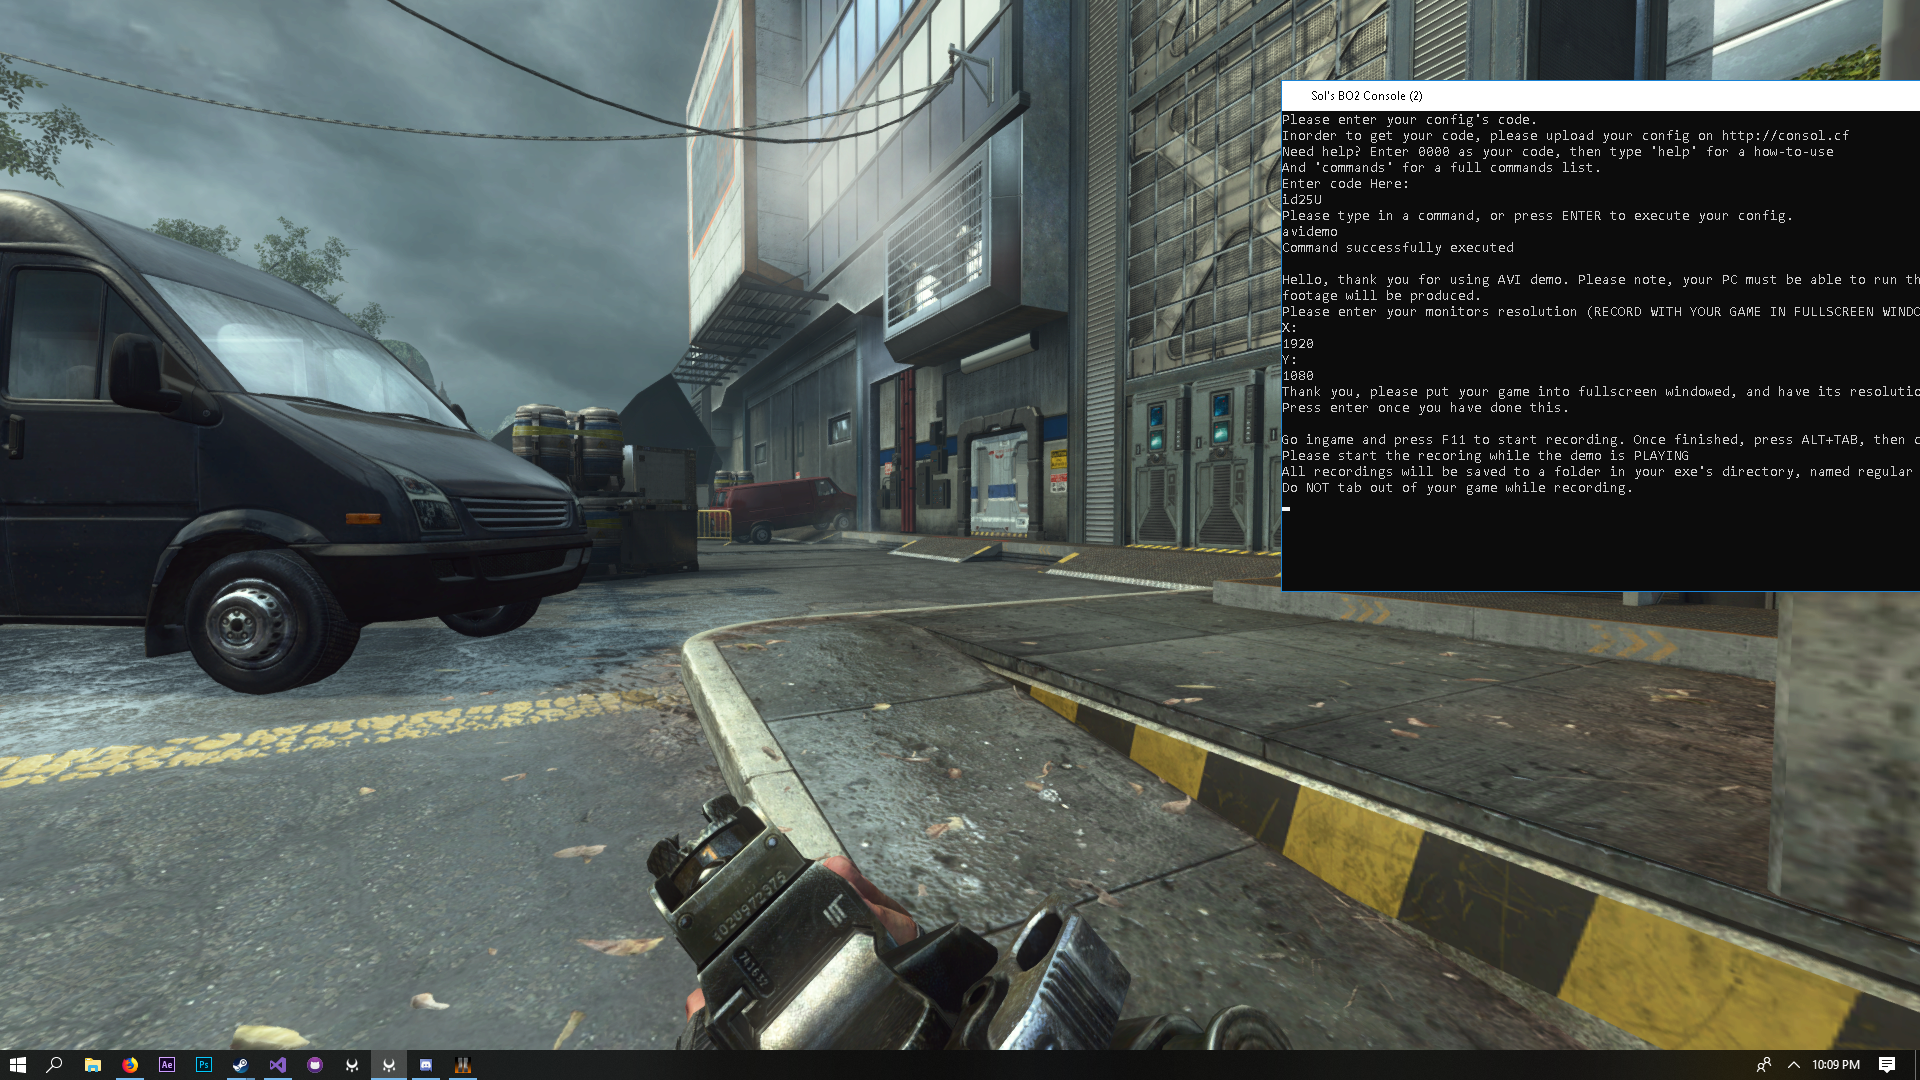 Sol's BO2 Console (2)
Please enter your config's code.
Inorder to get your code, please upload your config on http://consol.cf
Need help? Enter 0000 as your code, then type 'help' for a how-to-use
And 'commands' for a full commands list.
Enter code Here:
id25U
Please type in a command, or press ENTER to execute your config.
avidemo
Command successfully executed
Hello, thank you for using AVI demo. Please note, your PC must be able to run th
footage will be produced.
Please enter your monitors resolution (RECORD WITH YOUR GAME IN FULLSCREEN WINDO
X:
1920
Y:
1080
Thank you, please put your game into fullscreen windowed, and have its resolutio
Press enter once you have done this.
Go ingame and press F11 to start recording. Once finished, press ALT+TAB, then c
Please start the recoring while the demo is PLAYING
All recordings will be saved to a folder in your exe's directory, named regular
Do NOT tab out of your game while recording.
Ae
Ps
10:09 PM